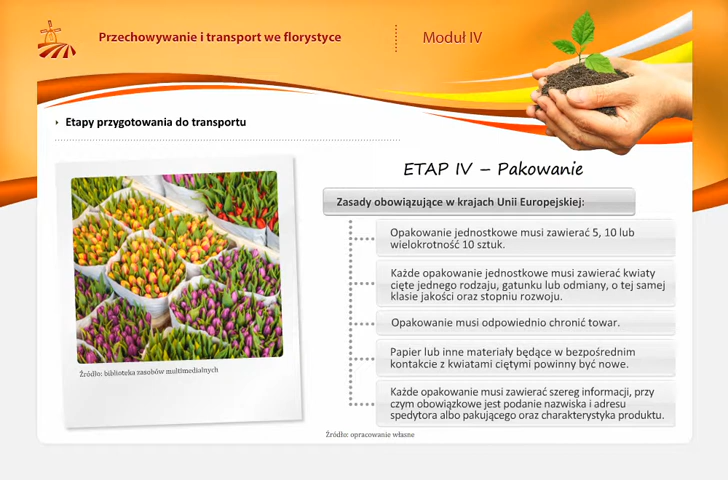 Przechowywanie i transport we florystyce
Moduł IV
Etapy przygotowania do transportu
ETAP IV – Pakowanie
Zasady obowiązujące w krajach Unii Europejskiej:
Opakowanie jednostkowe musi zawierać 5, 10 lub
wielokrotność 10 sztuk.
Każde opakowanie jednostkowe musi zawierać kwiaty
cięte jednego rodzaju, gatunku lub odmiany, o tej samej
klasie jakości oraz stopniu rozwoju.
Opakowanie musi odpowiednio chronić towar.
Papier lub inne materiały będące w bezpośrednim
kontakcie z kwiatami ciętymi powinny być nowe.
Każde opakowanie musi zawierać szereg informacji, przy
czym obowiązkowe jest podanie nazwiska i adresu
spedytora albo pakującego oraz charakterystyka produktu.
Źródło: biblioteka zasobów multimedialnych
Źródło: opracowanie własne